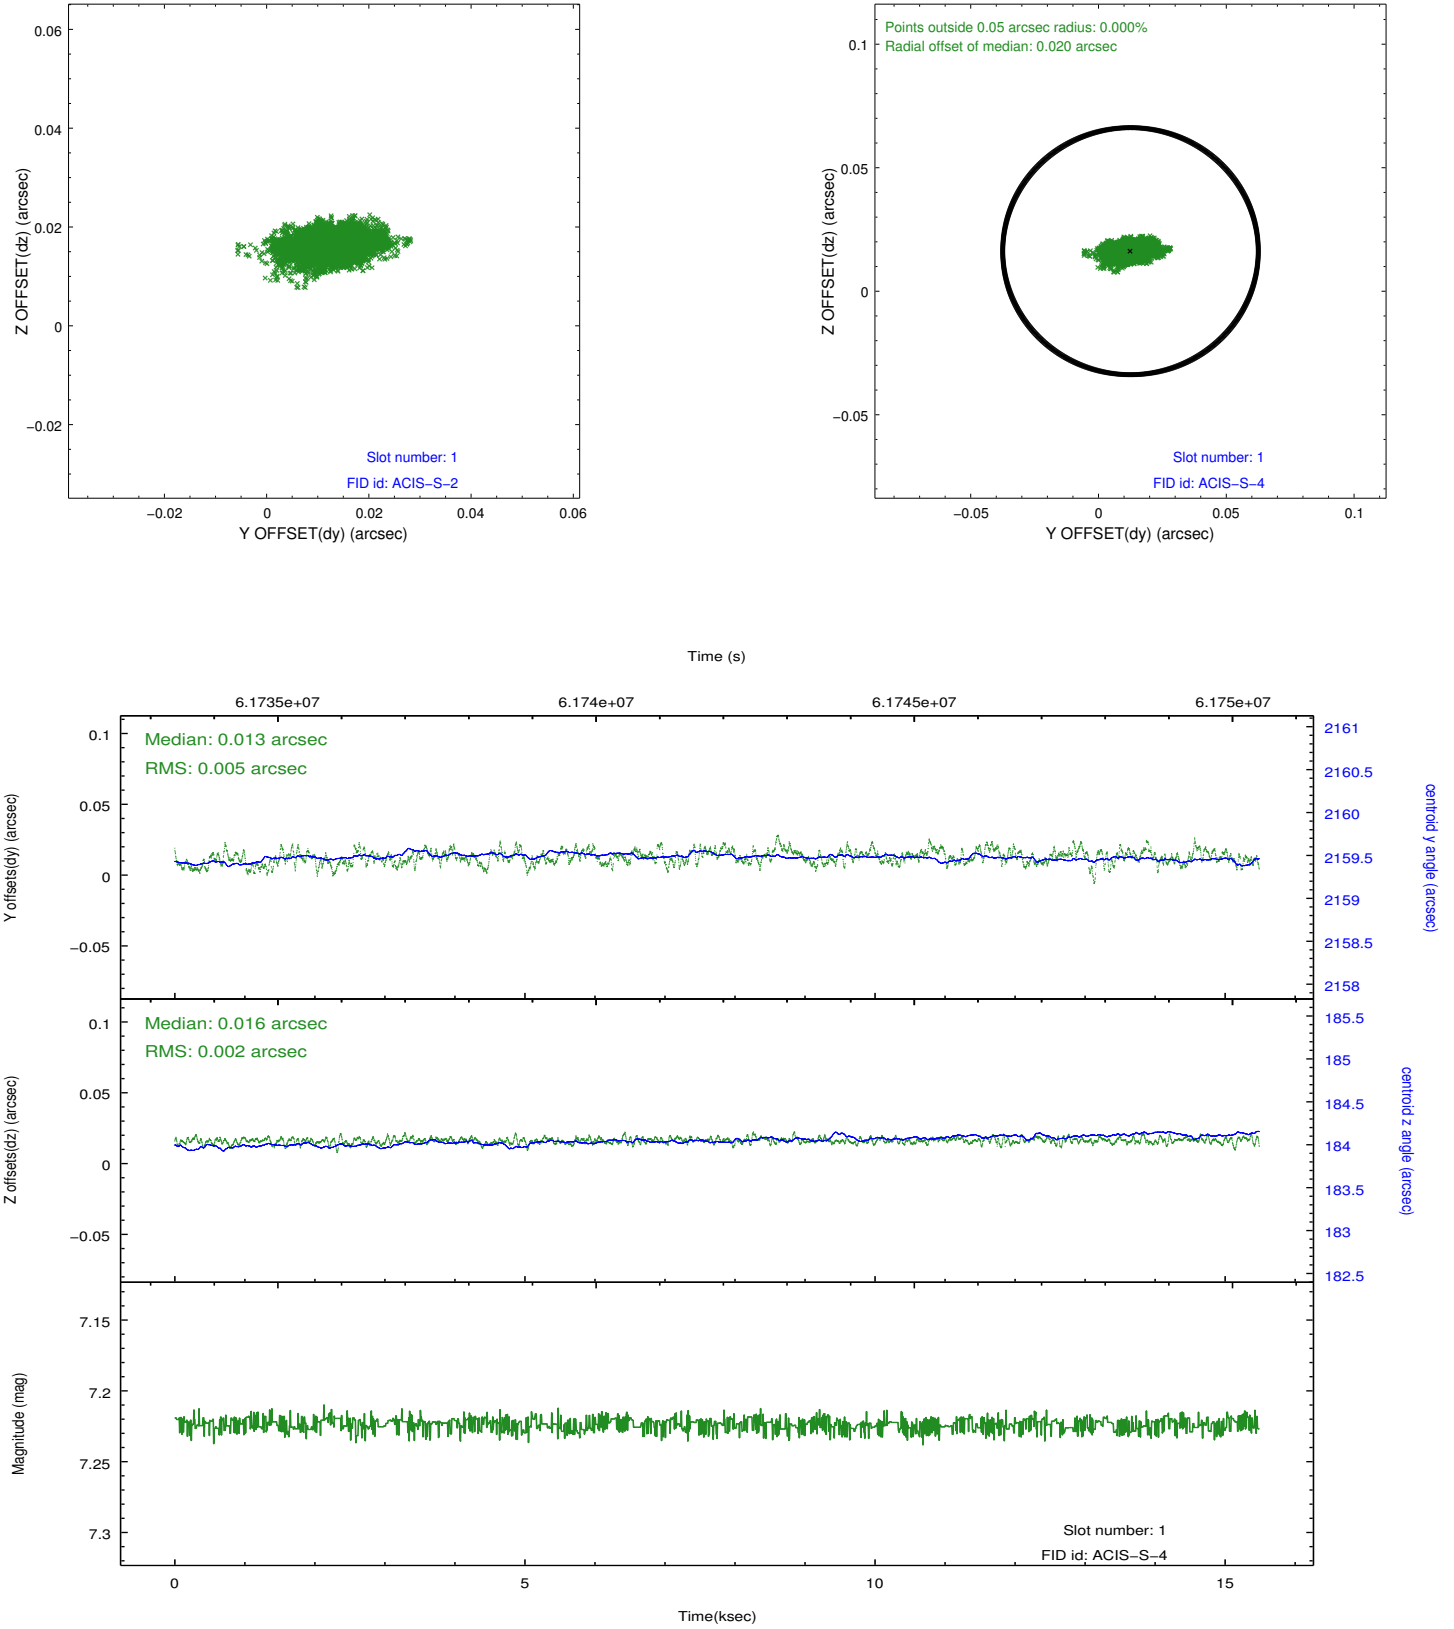 Z OFFSET(dz) (arcsec)
0.06
0.04
0.02
0
−0.02
Slot number: 1
FID id: ACIS−S−2
−0.02 0 0.02 0.04 0.06
Y OFFSET(dy) (arcsec)
Points outside 0.05 arcsec radius: 0.000%
Radial offset of median: 0.020 arcsec
Z OFFSET(dz) (arcsec)
0.1
0.05
0
−0.05
Slot number: 1
FID id: ACIS−S−4
−0.05 0 0.05 0.1
Y OFFSET(dy) (arcsec)
Time (s)
6.1735e+07 6.174e+07 6.1745e+07 6.175e+07
Y offsets(dy) (arcsec)
0.1
0.05
0
−0.05
Median: 0.013 arcsec
RMS: 0.005 arcsec
2161
2160.5
2160
2159.5
2159
2158.5
2158
centroid y angle (arcsec)
Z offsets(dz) (arcsec)
0.1
0.05
0
−0.05
Median: 0.016 arcsec
RMS: 0.002 arcsec
185.5
185
184.5
184
183.5
183
182.5
centroid z angle (arcsec)
Magnitude (mag)
7.15
7.2
7.25
7.3
Slot number: 1
FID id: ACIS−S−4
0 5 10 15
Time(ksec)